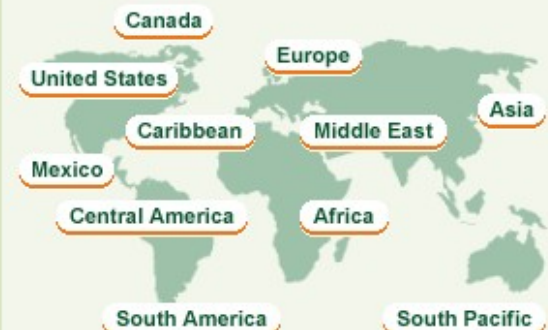 Canada
Europe
United States
Asia
Caribbean
Middle East
Mexico
Central America
Africa
South America
South Pacific